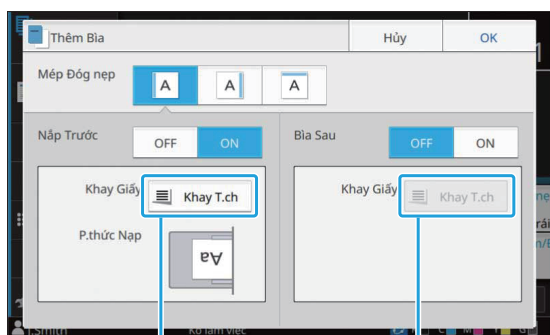 Thêm Bìa
Hủy
OK
Mép Đóng nẹp
A
A
A
Nắp Trước
OFF
ON
Bìa Sau
OFF
ON
Khay Giấy
Khay T.ch
Khay Giấy
Khay T.ch
P.thức Nạp
Aa
T.Smith
Ko làm việc
C
M
Y